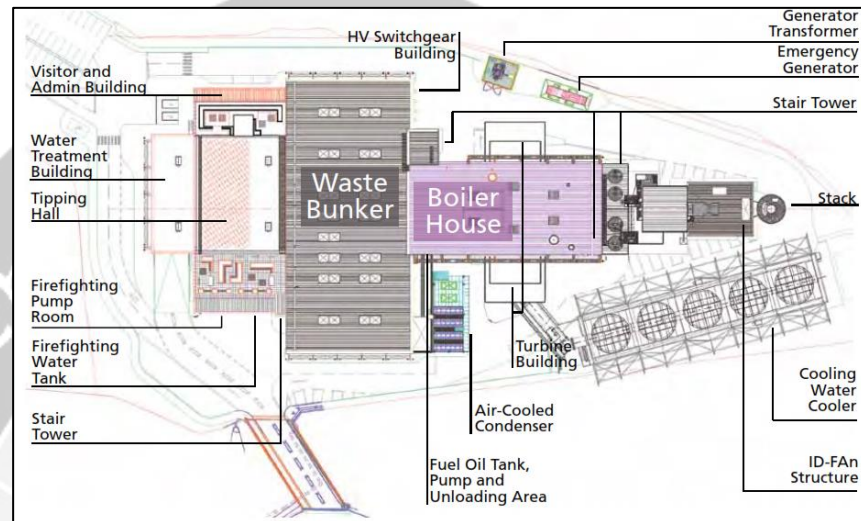 Generator
Transformer
HV Switchgear
Building
Emergency
Generator
Visitor and
Admin Building
Stair Tower
Water
Treatment
Building
Waste
Bunker
Boiler
House
Tipping
Hall
Stack
Firefighting
Pump
Room
Turbine
Building
Firefighting
Water
Tank
Cooling
Water
Cooler
Air-Cooled
Condenser
Stair
Tower
Fuel Oil Tank,
Pump and
Unloading Area
ID-FAn
Structure